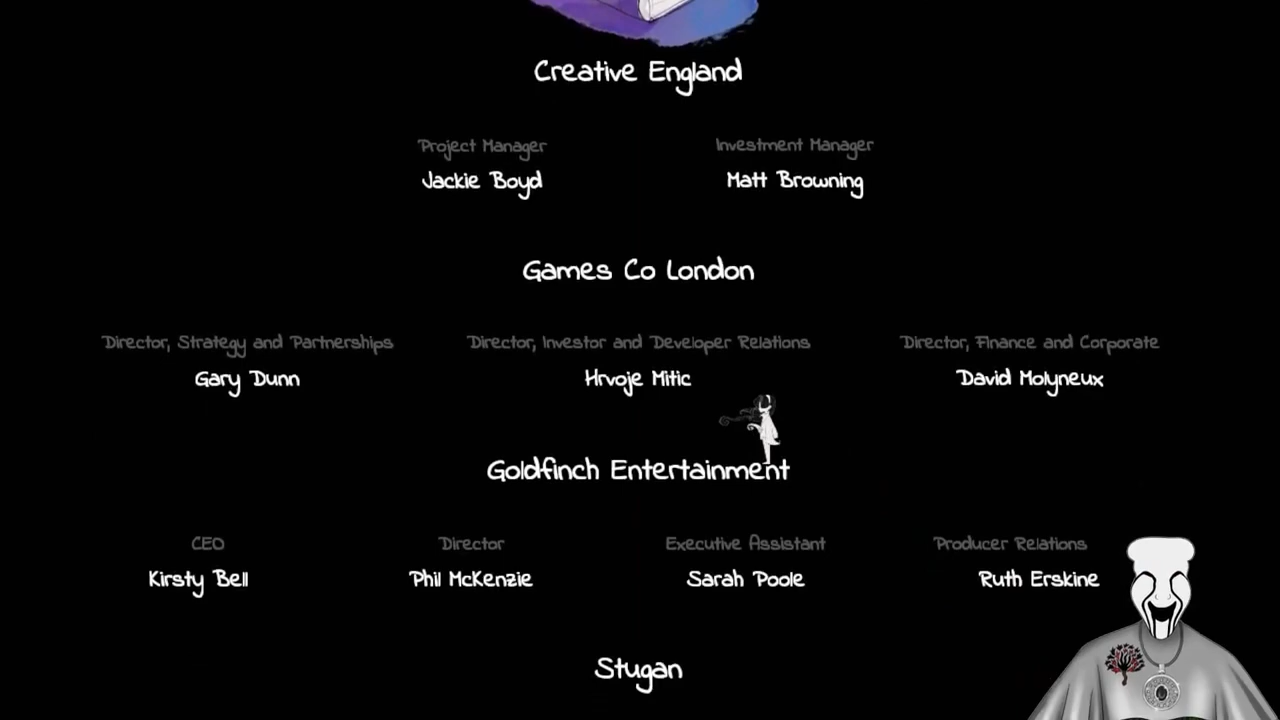 Creative England
Project Manager Investment Manager
Jackie Boyd Matt Browning
Games Co London
Director, Strategy and Partnerships Director, Investor and Developer Relations Director, Finance and Corporate
Gary Dunn Hrvoje Mitic David Molyneux
Goldfinch Entertainment
CEO Director Executive Assistant Producer Relations
Kirsty Bell Phil McKenzie Sarah Poole Ruth Erskine
Stugan